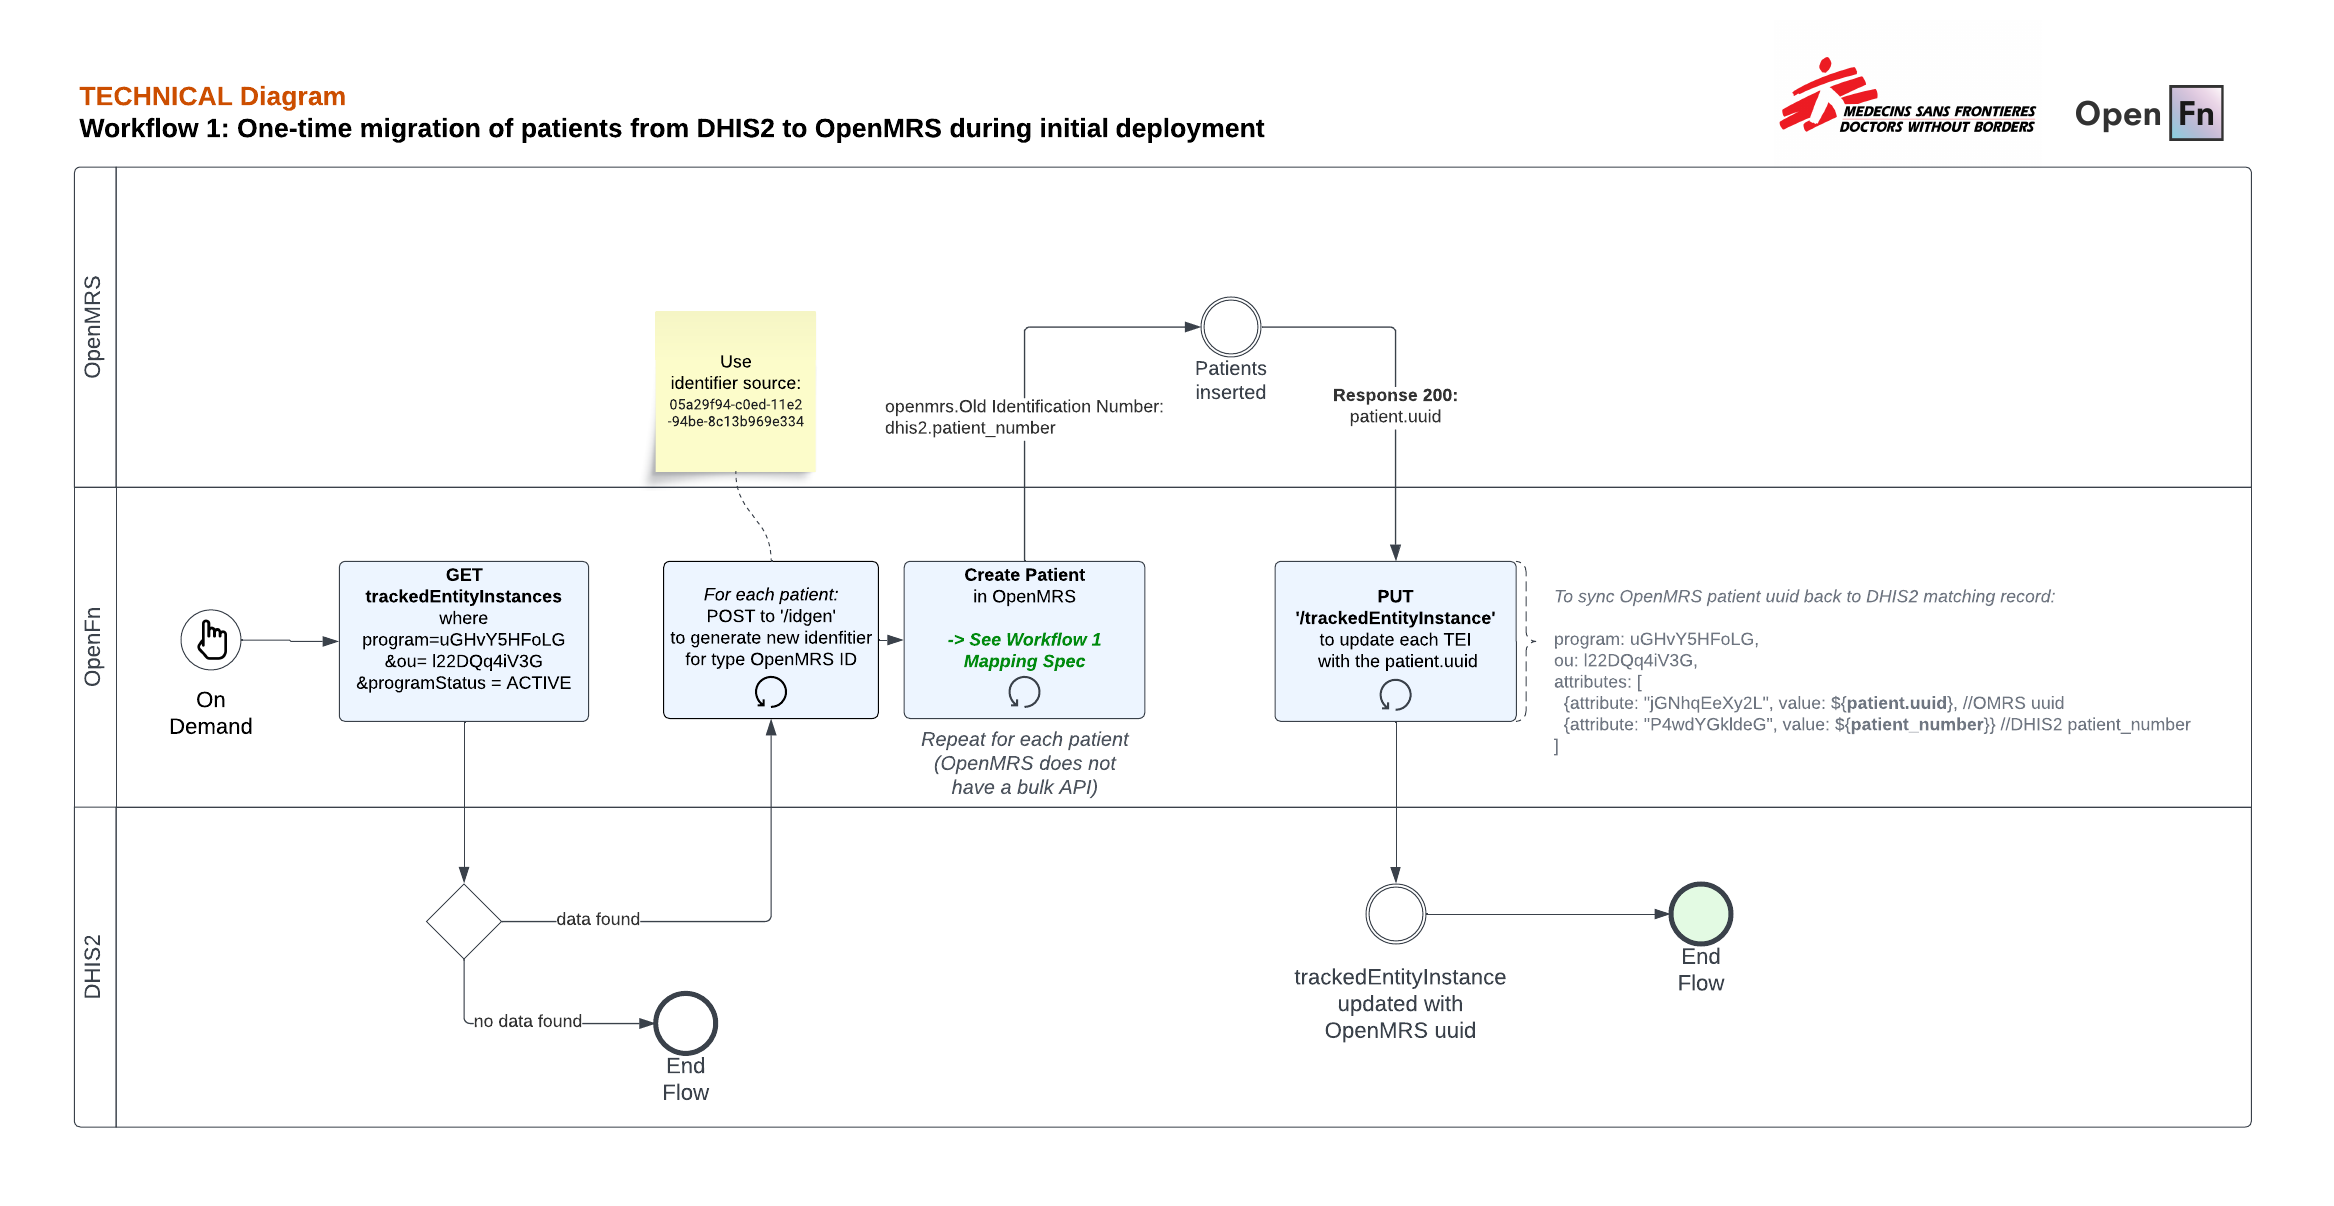 TECHNICAL Diagram
Workflow 1: One-time migration of patients from DHIS2 to OpenMRS during initial deployment
MEDECINS SANS FRONTIERES
DOCTORS WITHOUT BORDERS
Open Fn
OpenMRS
Use
identifier source:
05a29f94-c0ed-11e2
-94be-8c13b969e334
openmrs.Old Identification Number:
dhis2.patient_number
Patients
inserted
Response 200:
patient.uuid
OpenFn
On
Demand
GET
trackedEntityInstances
where
program=uGHvY5HFoLG
&ou= l22DQq4iV3G
&programStatus = ACTIVE
For each patient:
POST to '/idgen'
to generate new idenfitier
for type OpenMRS ID
Create Patient
in OpenMRS
-> See Workflow 1
Mapping Spec
Repeat for each patient
(OpenMRS does not
have a bulk API)
PUT
'/trackedEntityInstance'
to update each TEI
with the patient.uuid
To sync OpenMRS patient uuid back to DHIS2 matching record:
program: uGHvY5HFoLG,
ou: l22DQq4iV3G,
attributes: [
{attribute: "jGNhqEeXy2L", value: ${patient.uuid}, //OMRS uuid
{attribute: "P4wdYGkldeG", value: ${patient_number}} //DHIS2 patient_number
]
DHIS2
data found
no data found
End
Flow
trackedEntityInstance
updated with
OpenMRS uuid
End
Flow